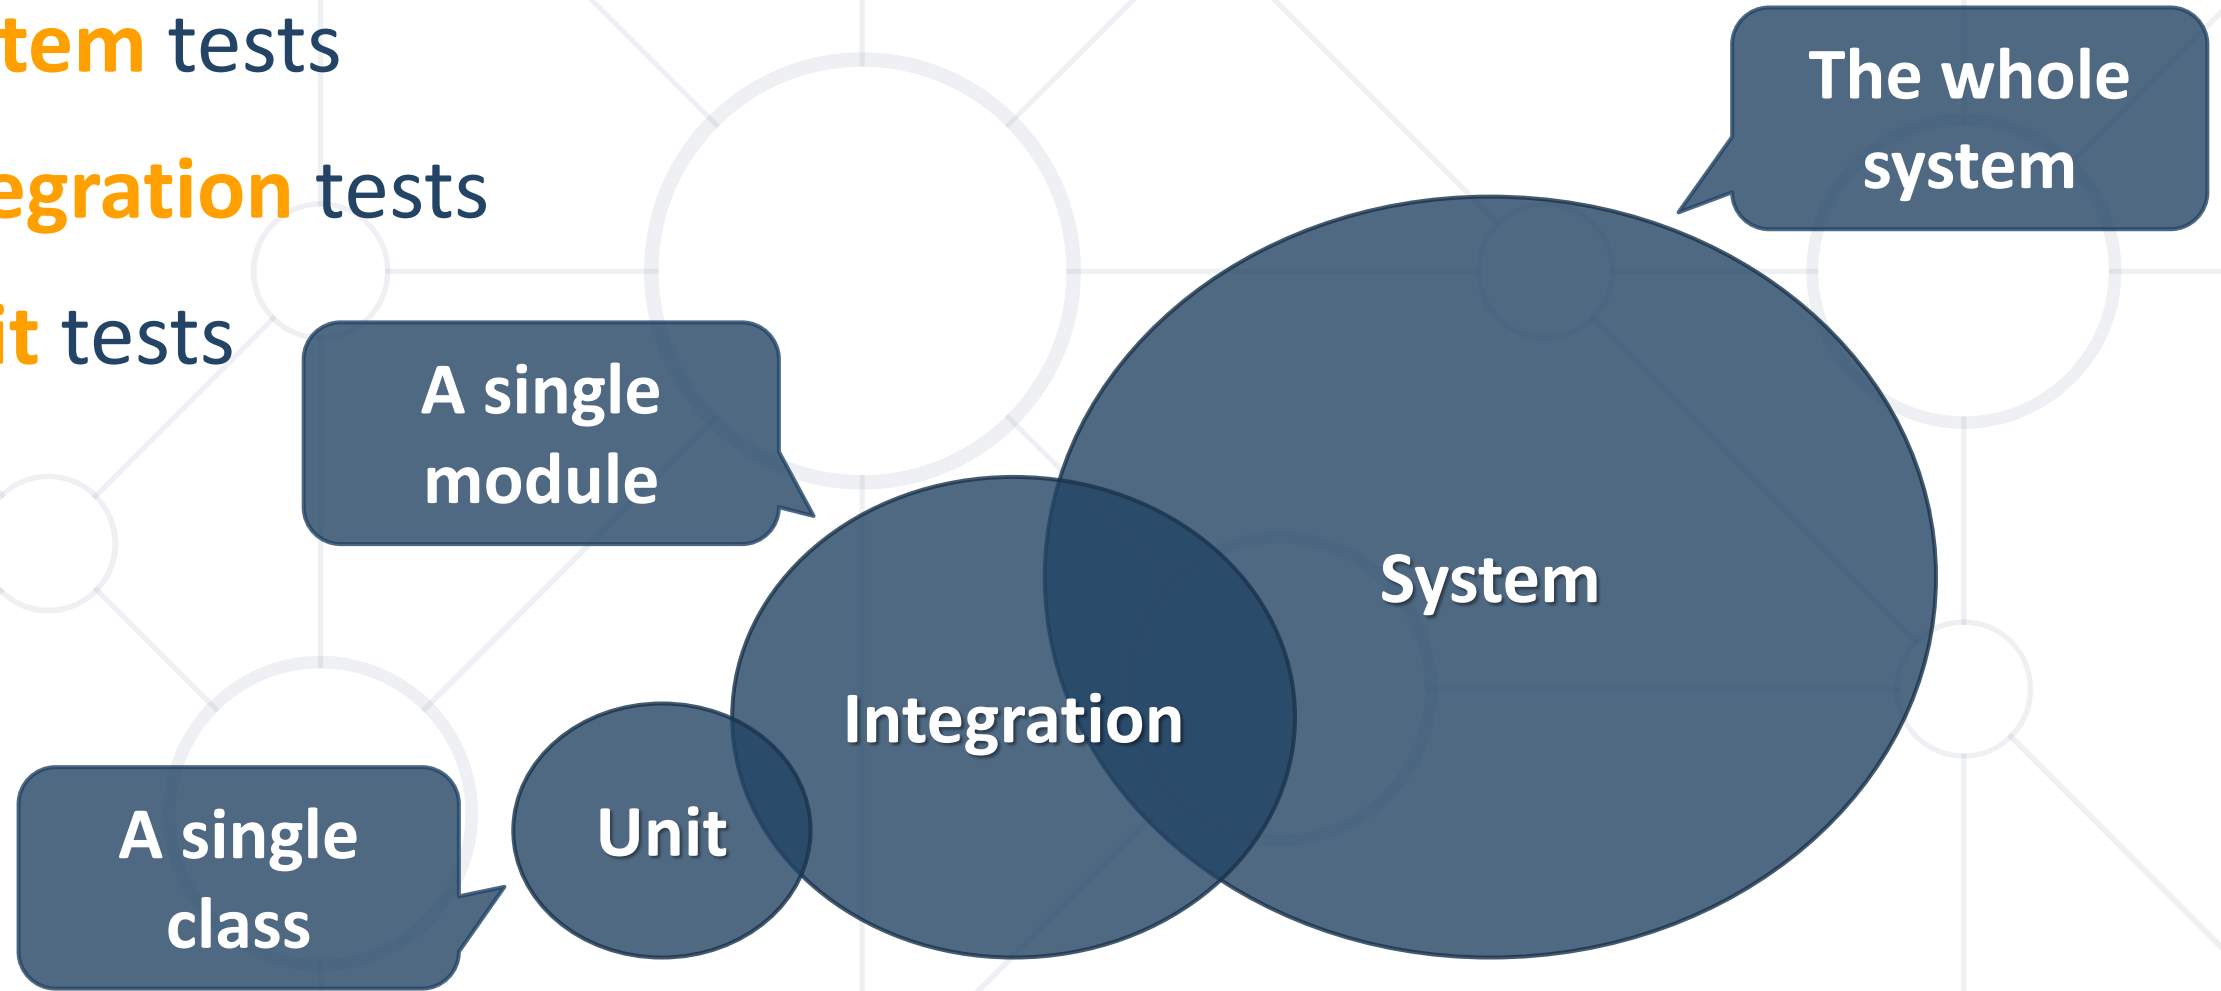 tem tests
egration tests
it tests
The whole
system
A single
module
System
Integration
Unit
A single
class